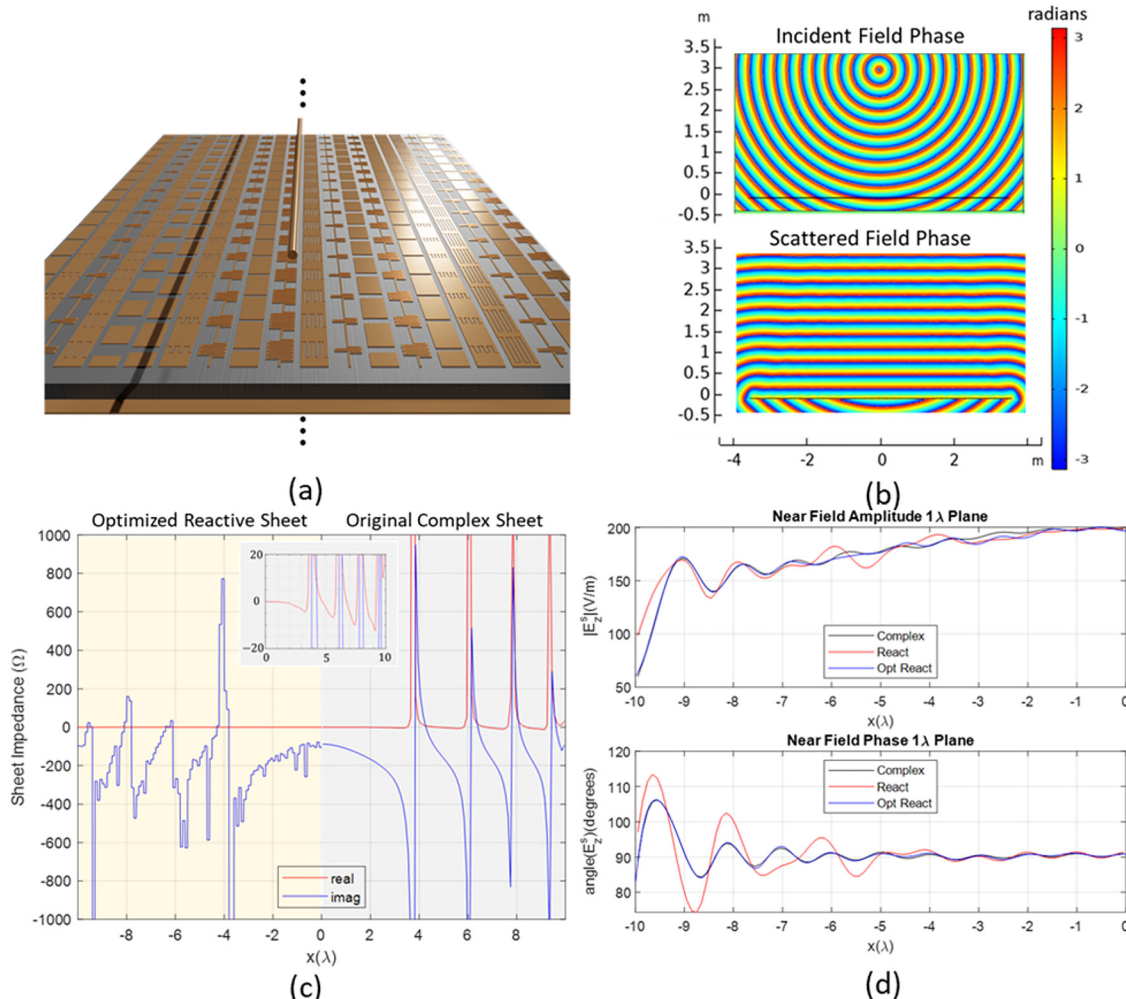 (a)
m
radians
Incident Field Phase
3.5
3
2.5
2
1.5
1
0.5
0
-0.5
Scattered Field Phase
3.5
3
2.5
2
1.5
1
0.5
0
-0.5
-4 -2 0 2 m
3
2
1
0
-1
-2
-3
(b)
Optimized Reactive Sheet Original Complex Sheet
Sheet Impedance (Ω)
1000
800
600
400
200
0
-200
-400
-600
-800
-1000
20
0
-20
0 5 10
real
imag
-8 -6 -4 -2 0 2 4 6 8
x(λ)
(c)
Near Field Amplitude 1λ Plane
|E_z^s|(V/m)
200
150
100
50
Complex
React
Opt React
-10 -9 -8 -7 -6 -5 -4 -3 -2 -1 0
x(λ)
Near Field Phase 1λ Plane
angle(E_z^s)(degrees)
120
110
100
90
80
Complex
React
Opt React
-10 -9 -8 -7 -6 -5 -4 -3 -2 -1 0
x(λ)
(d)